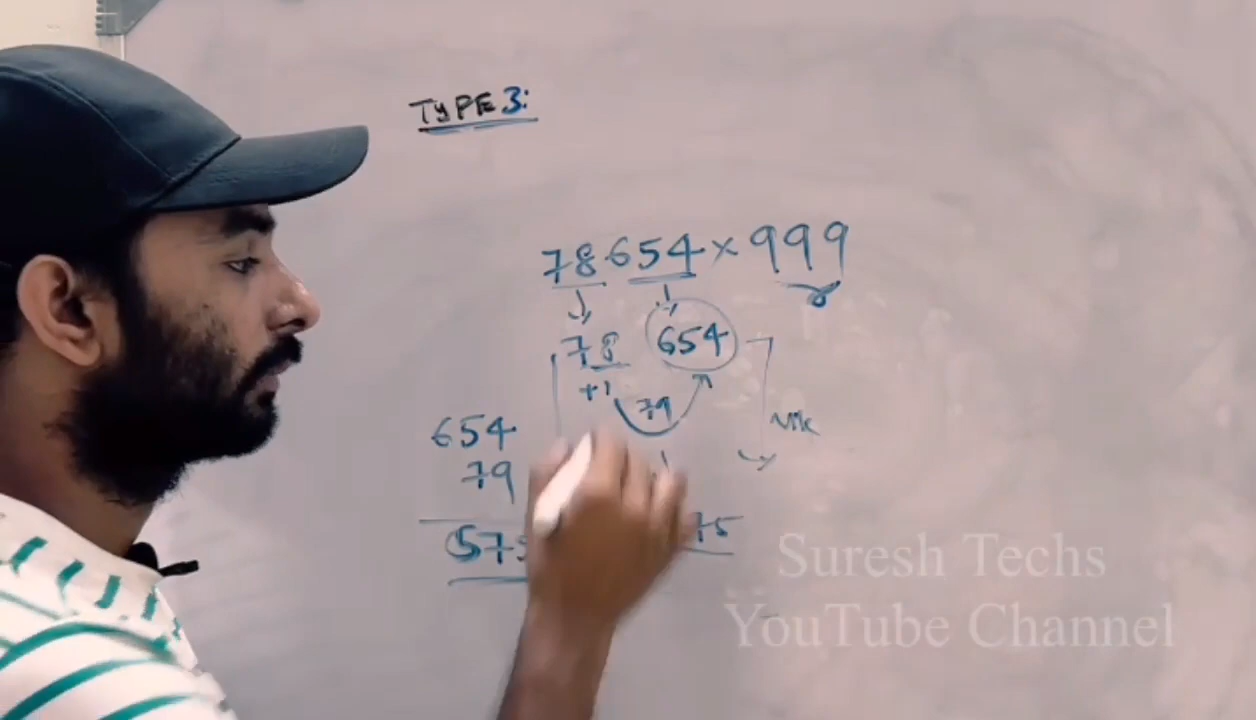 TYPE 3:
78654×999
78 654
+1
79
654
79
575
75
Suresh Techs
YouTube Channel